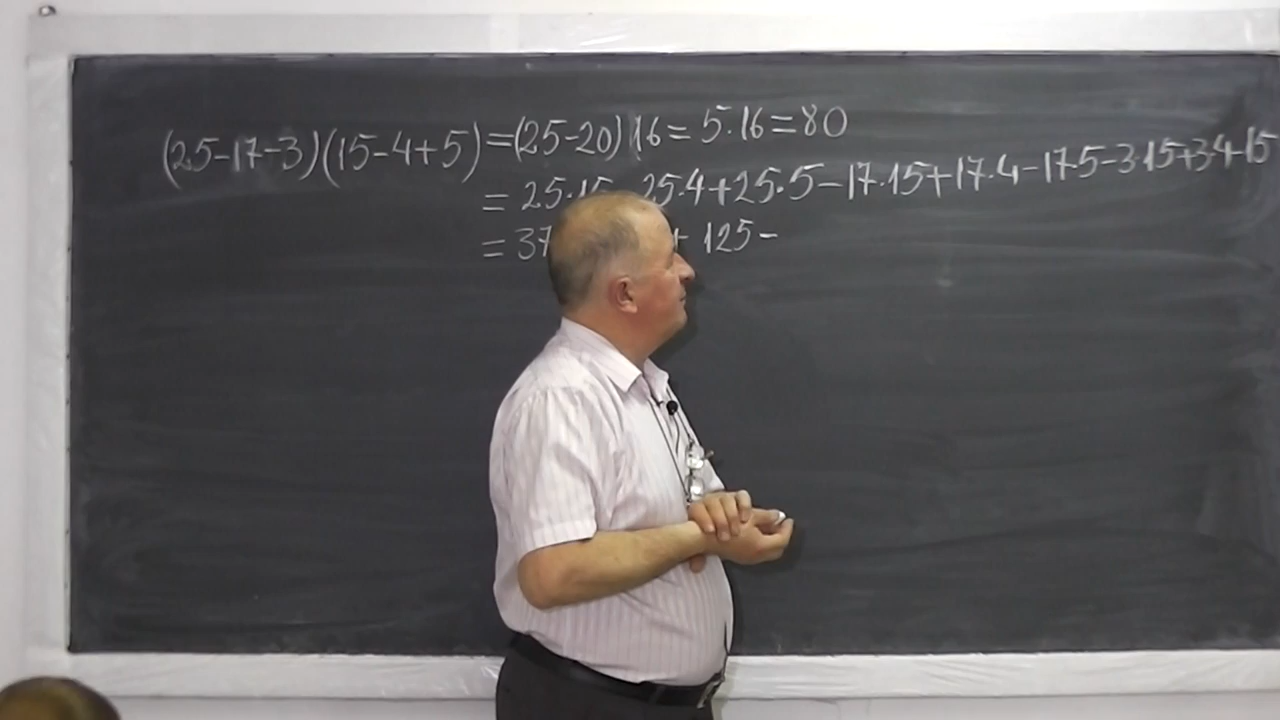 (25-17-3)(15-4+5) =(25-20)16= 5.16=80
= 25.15 25.4+25.5-17.15+17.4-17.5-3.15+3.4-15
= 37 + 125-